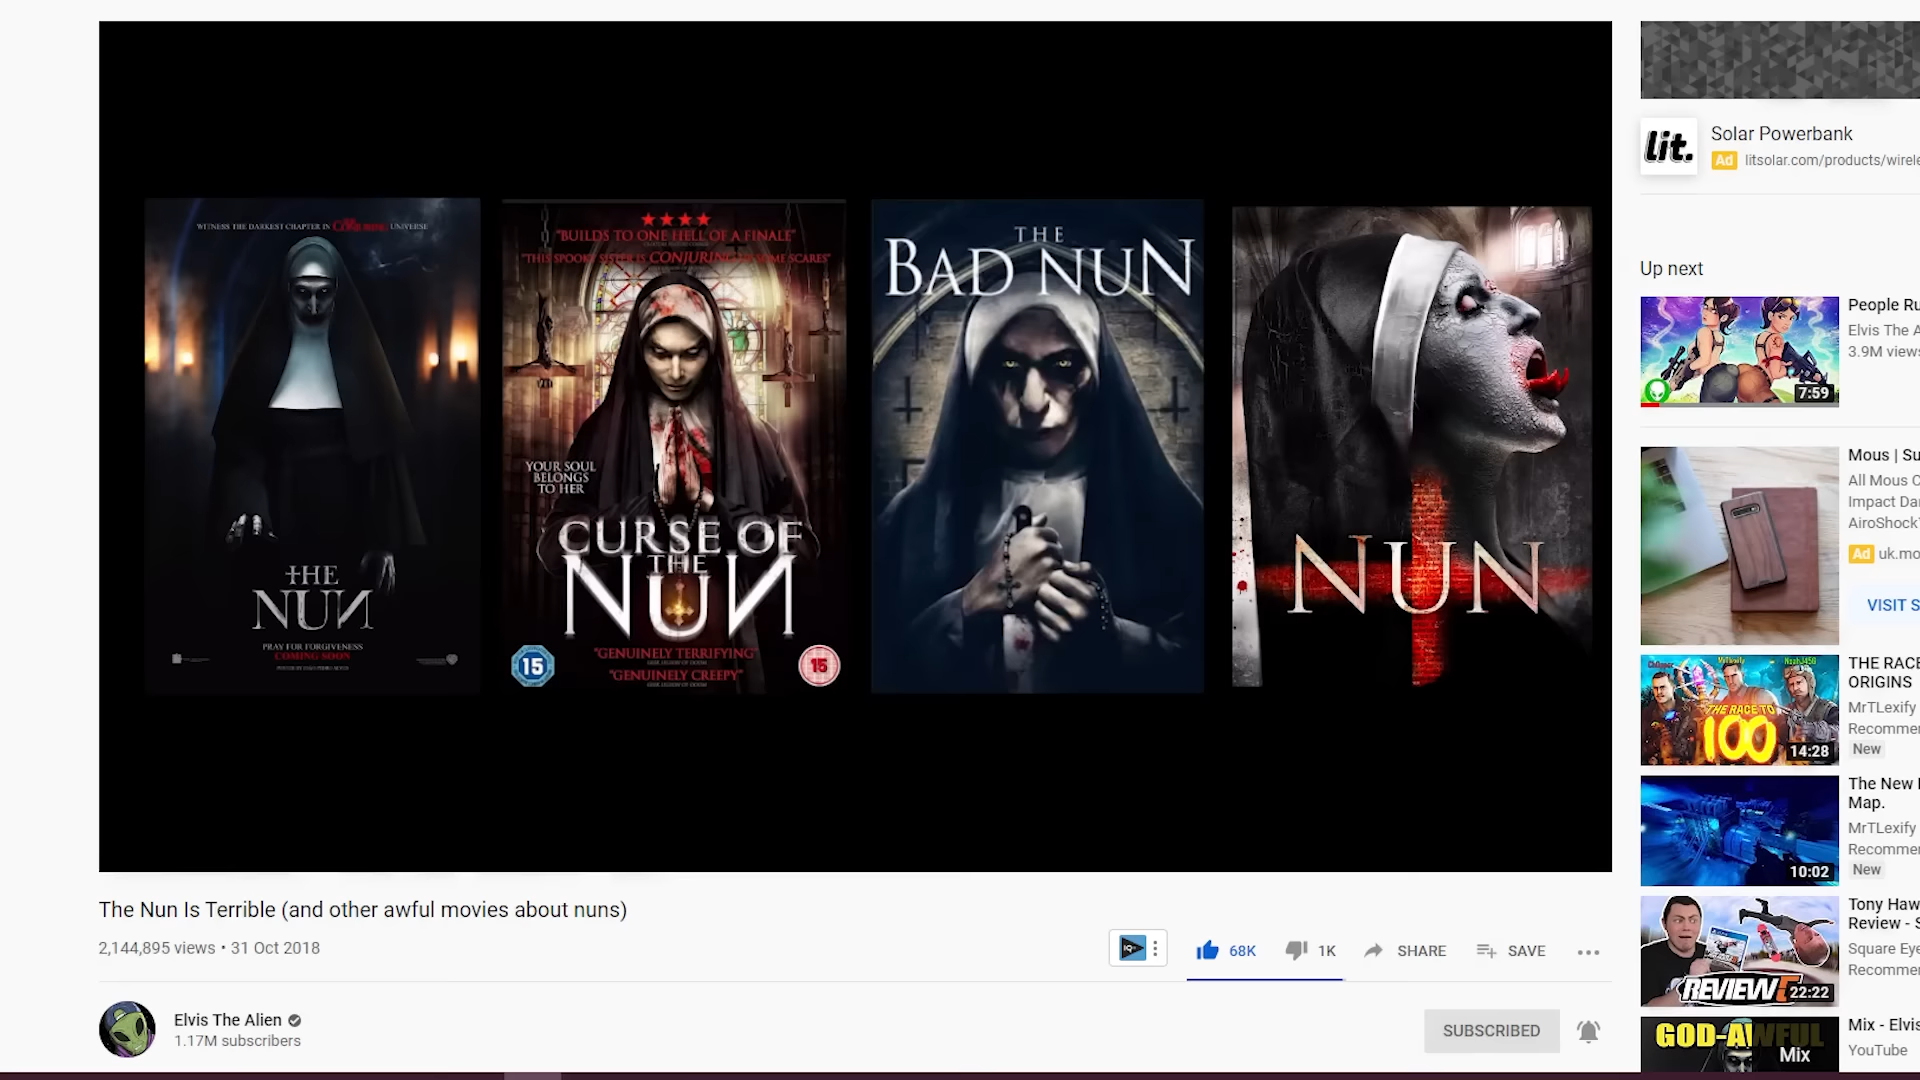 WITNESS THE DARKEST CHAPTER IN THE CONJURING UNIVERSE
THE
NUN
PRAY FOR FORGIVENESS
COMING SOON
★★★★
"BUILDS TO ONE HELL OF A FINALE"
"THIS SPOOKY SISTER IS CONJURING UP SOME SCARES"
YOUR SOUL
BELONGS
TO HER
CURSE OF
THE
NUN
15
15
"GENUINELY TERRIFYING"
"GENUINELY CREEPY"
THE
BAD NUN
NUN
The Nun Is Terrible (and other awful movies about nuns)
2,144,895 views • 31 Oct 2018
68K
1K
SHARE
SAVE
Elvis The Alien
1.17M subscribers
SUBSCRIBED
lit.
Solar Powerbank
Ad litsolar.com/products/wirele
Up next
7:59
People Ru
Elvis The A
3.9M views
Mous | Su
All Mous C
Impact Da
AiroShock
Ad uk.mo
VISIT S
THE RACE TO
100
14:28
THE RACE
ORIGINS
MrTLexify
Recommen
New
10:02
The New
Map.
MrTLexify
Recommen
New
REVIEW
22:22
Tony Haw
Review - S
Square Eye
Recommen
GOD-AWFUL
Mix
Mix - Elvis
YouTube